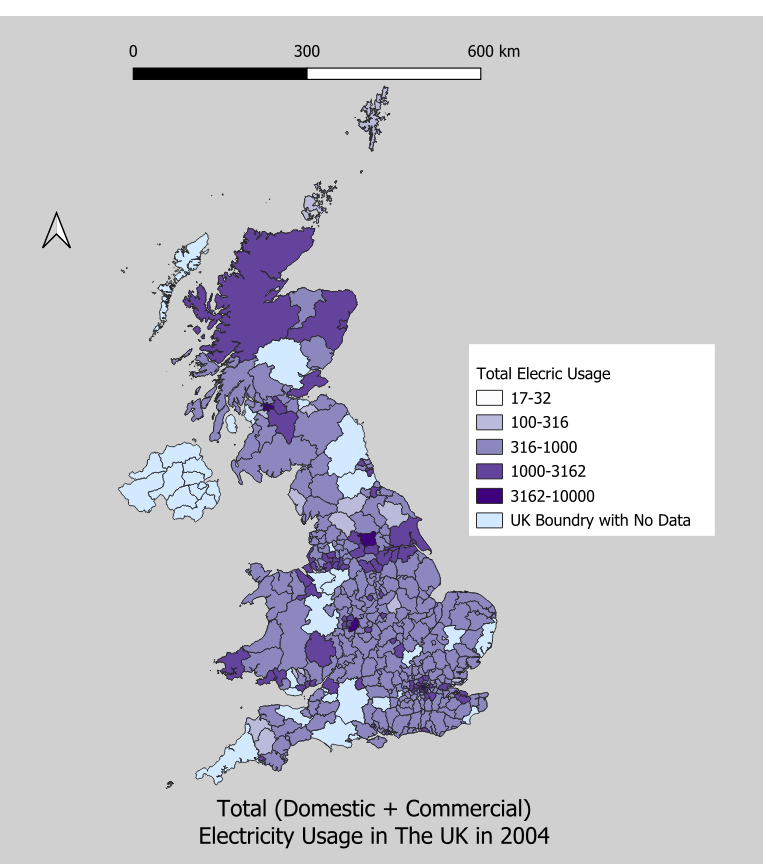 0 300 600 km
Total Elecric Usage
17-32
100-316
316-1000
1000-3162
3162-10000
UK Boundry with No Data
Total (Domestic + Commercial)
Electricity Usage in The UK in 2004